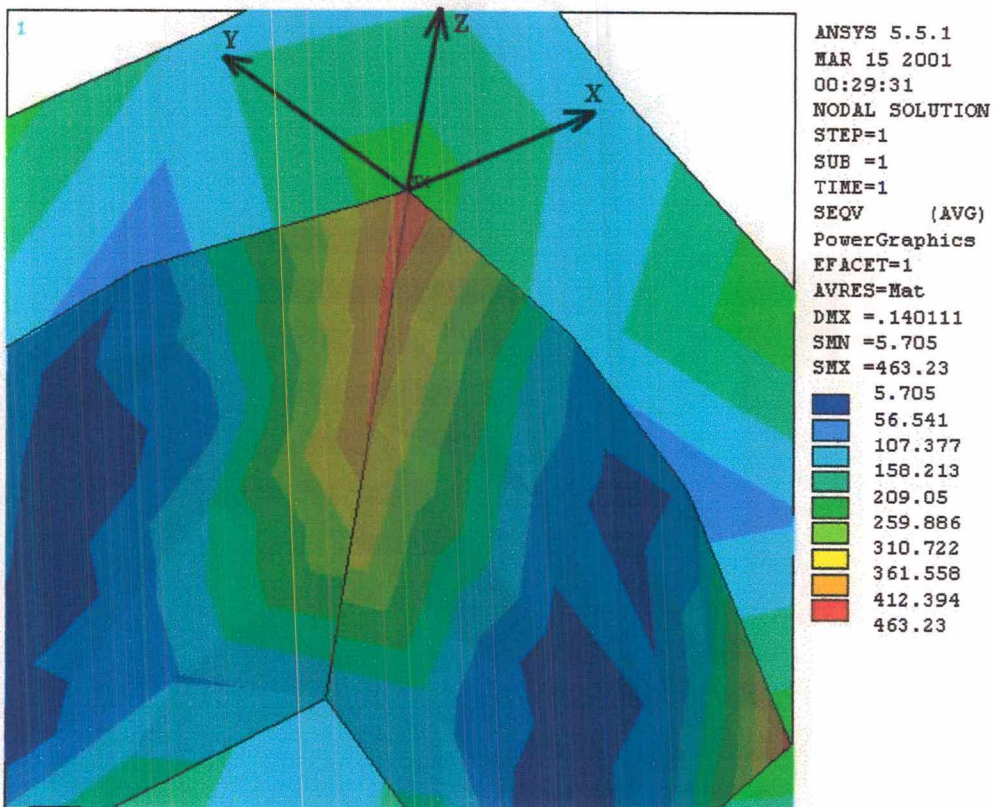 1
Y
Z
X
ANSYS 5.5.1
MAR 15 2001
00:29:31
NODAL SOLUTION
STEP=1
SUB =1
TIME=1
SEQV (AVG)
PowerGraphics
EFACET=1
AVRES=Mat
DMX =.140111
SMN =5.705
SMX =463.23
5.705
56.541
107.377
158.213
209.05
259.886
310.722
361.558
412.394
463.23